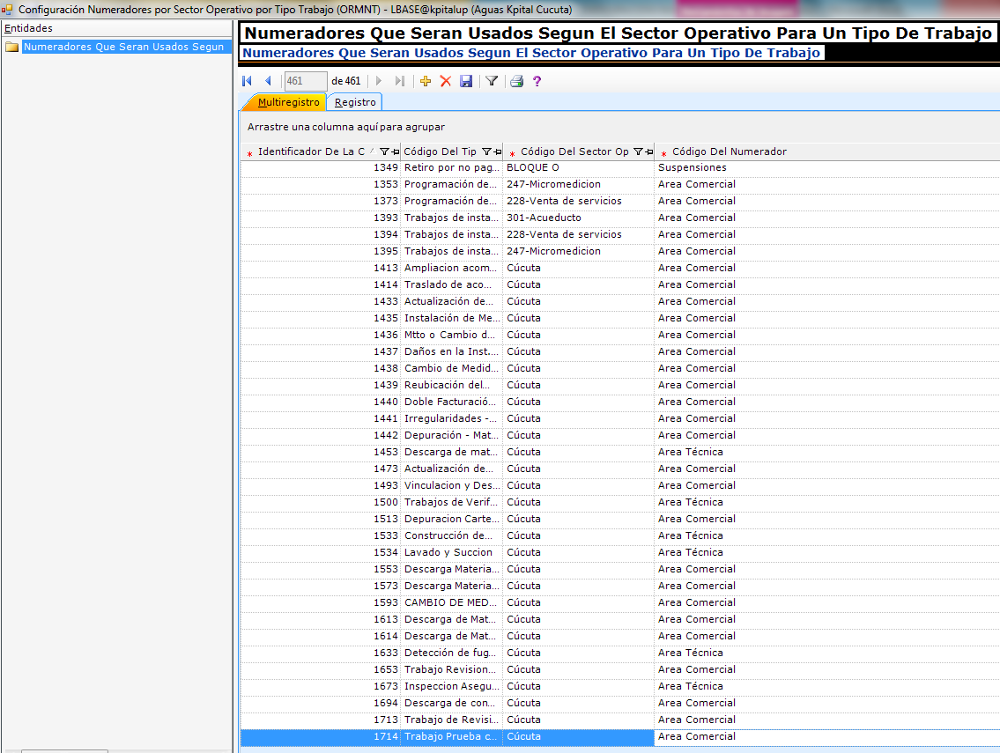 Configuración Numeradores por Sector Operativo por Tipo Trabajo (ORMNT) - LBASE@kpitalup (Aguas Kpital Cucuta)
Entidades
Numeradores Que Seran Usados Segun
Numeradores Que Seran Usados Segun El Sector Operativo Para Un Tipo De Trabajo
Numeradores Que Seran Usados Segun El Sector Operativo Para Un Tipo De Trabajo
461 de 461
Multiregistro Registro
Arrastre una columna aquí para agrupar
Identificador De La C Código Del Tip Código Del Sector Op Código Del Numerador
1349 Retiro por no pag... BLOQUE O Suspensiones
1353 Programación de... 247-Micromedicion Area Comercial
1373 Programación de... 228-Venta de servicios Area Comercial
1393 Trabajos de insta... 301-Acueducto Area Comercial
1394 Trabajos de insta... 228-Venta de servicios Area Comercial
1395 Trabajos de insta... 247-Micromedicion Area Comercial
1413 Ampliacion acom... Cúcuta Area Comercial
1414 Traslado de aco... Cúcuta Area Comercial
1433 Actualización de... Cúcuta Area Comercial
1435 Instalación de Me... Cúcuta Area Comercial
1436 Mtto o Cambio d... Cúcuta Area Comercial
1437 Daños en la Inst.... Cúcuta Area Comercial
1438 Cambio de Medid... Cúcuta Area Comercial
1439 Reubicación del... Cúcuta Area Comercial
1440 Doble Facturació... Cúcuta Area Comercial
1441 Irregularidades -... Cúcuta Area Comercial
1442 Depuración - Mat... Cúcuta Area Comercial
1453 Descarga de mat... Cúcuta Area Técnica
1473 Actualización de... Cúcuta Area Comercial
1493 Vinculacion y Des... Cúcuta Area Comercial
1500 Trabajos de Verif... Cúcuta Area Técnica
1513 Depuracion Carte... Cúcuta Area Comercial
1533 Construcción de... Cúcuta Area Técnica
1534 Lavado y Succion Cúcuta Area Técnica
1553 Descarga Materia... Cúcuta Area Comercial
1573 Descarga Materia... Cúcuta Area Comercial
1593 CAMBIO DE MED... Cúcuta Area Comercial
1613 Descarga de Mat... Cúcuta Area Comercial
1614 Descarga de Mat... Cúcuta Area Comercial
1633 Detección de fug... Cúcuta Area Técnica
1653 Trabajo Revision... Cúcuta Area Comercial
1673 Inspeccion Asegu... Cúcuta Area Técnica
1694 Descarga de con... Cúcuta Area Comercial
1713 Trabajo de Revisi... Cúcuta Area Comercial
1714 Trabajo Prueba c... Cúcuta Area Comercial